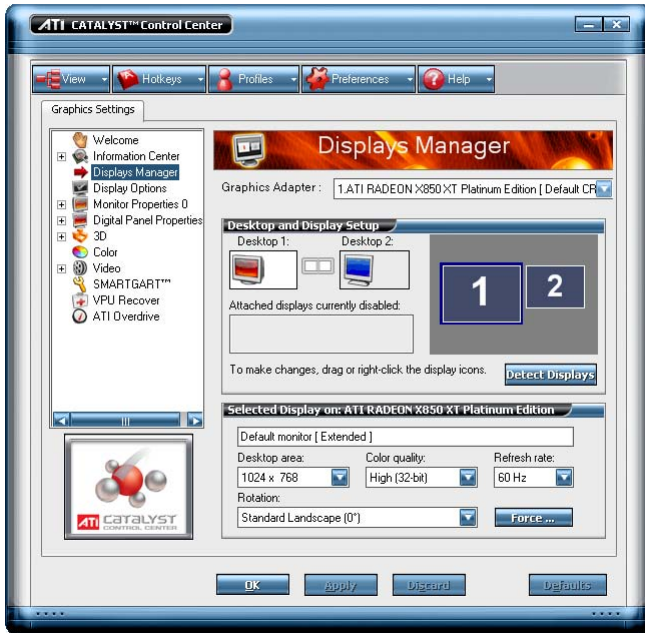 ATI CATALYST™ Control Center
View
Hotkeys
Profiles
Preferences
Help
Graphics Settings
Welcome
Information Center
Displays Manager
Display Options
Monitor Properties 0
Digital Panel Properties
3D
Color
Video
SMARTGART™
VPU Recover
ATI Overdrive
ATI CATALYST
CONTROL CENTER
Displays Manager
Graphics Adapter : 1.ATI RADEON X850 XT Platinum Edition [ Default CR
Desktop and Display Setup
Desktop 1: Desktop 2:
1 2
Attached displays currently disabled:
To make changes, drag or right-click the display icons.
Detect Displays
Selected Display on: ATI RADEON X850 XT Platinum Edition
Default monitor [ Extended ]
Desktop area: Color quality: Refresh rate:
1024 x 768 High (32-bit) 60 Hz
Rotation:
Standard Landscape (0°) Force ...
OK Apply Discard Defaults